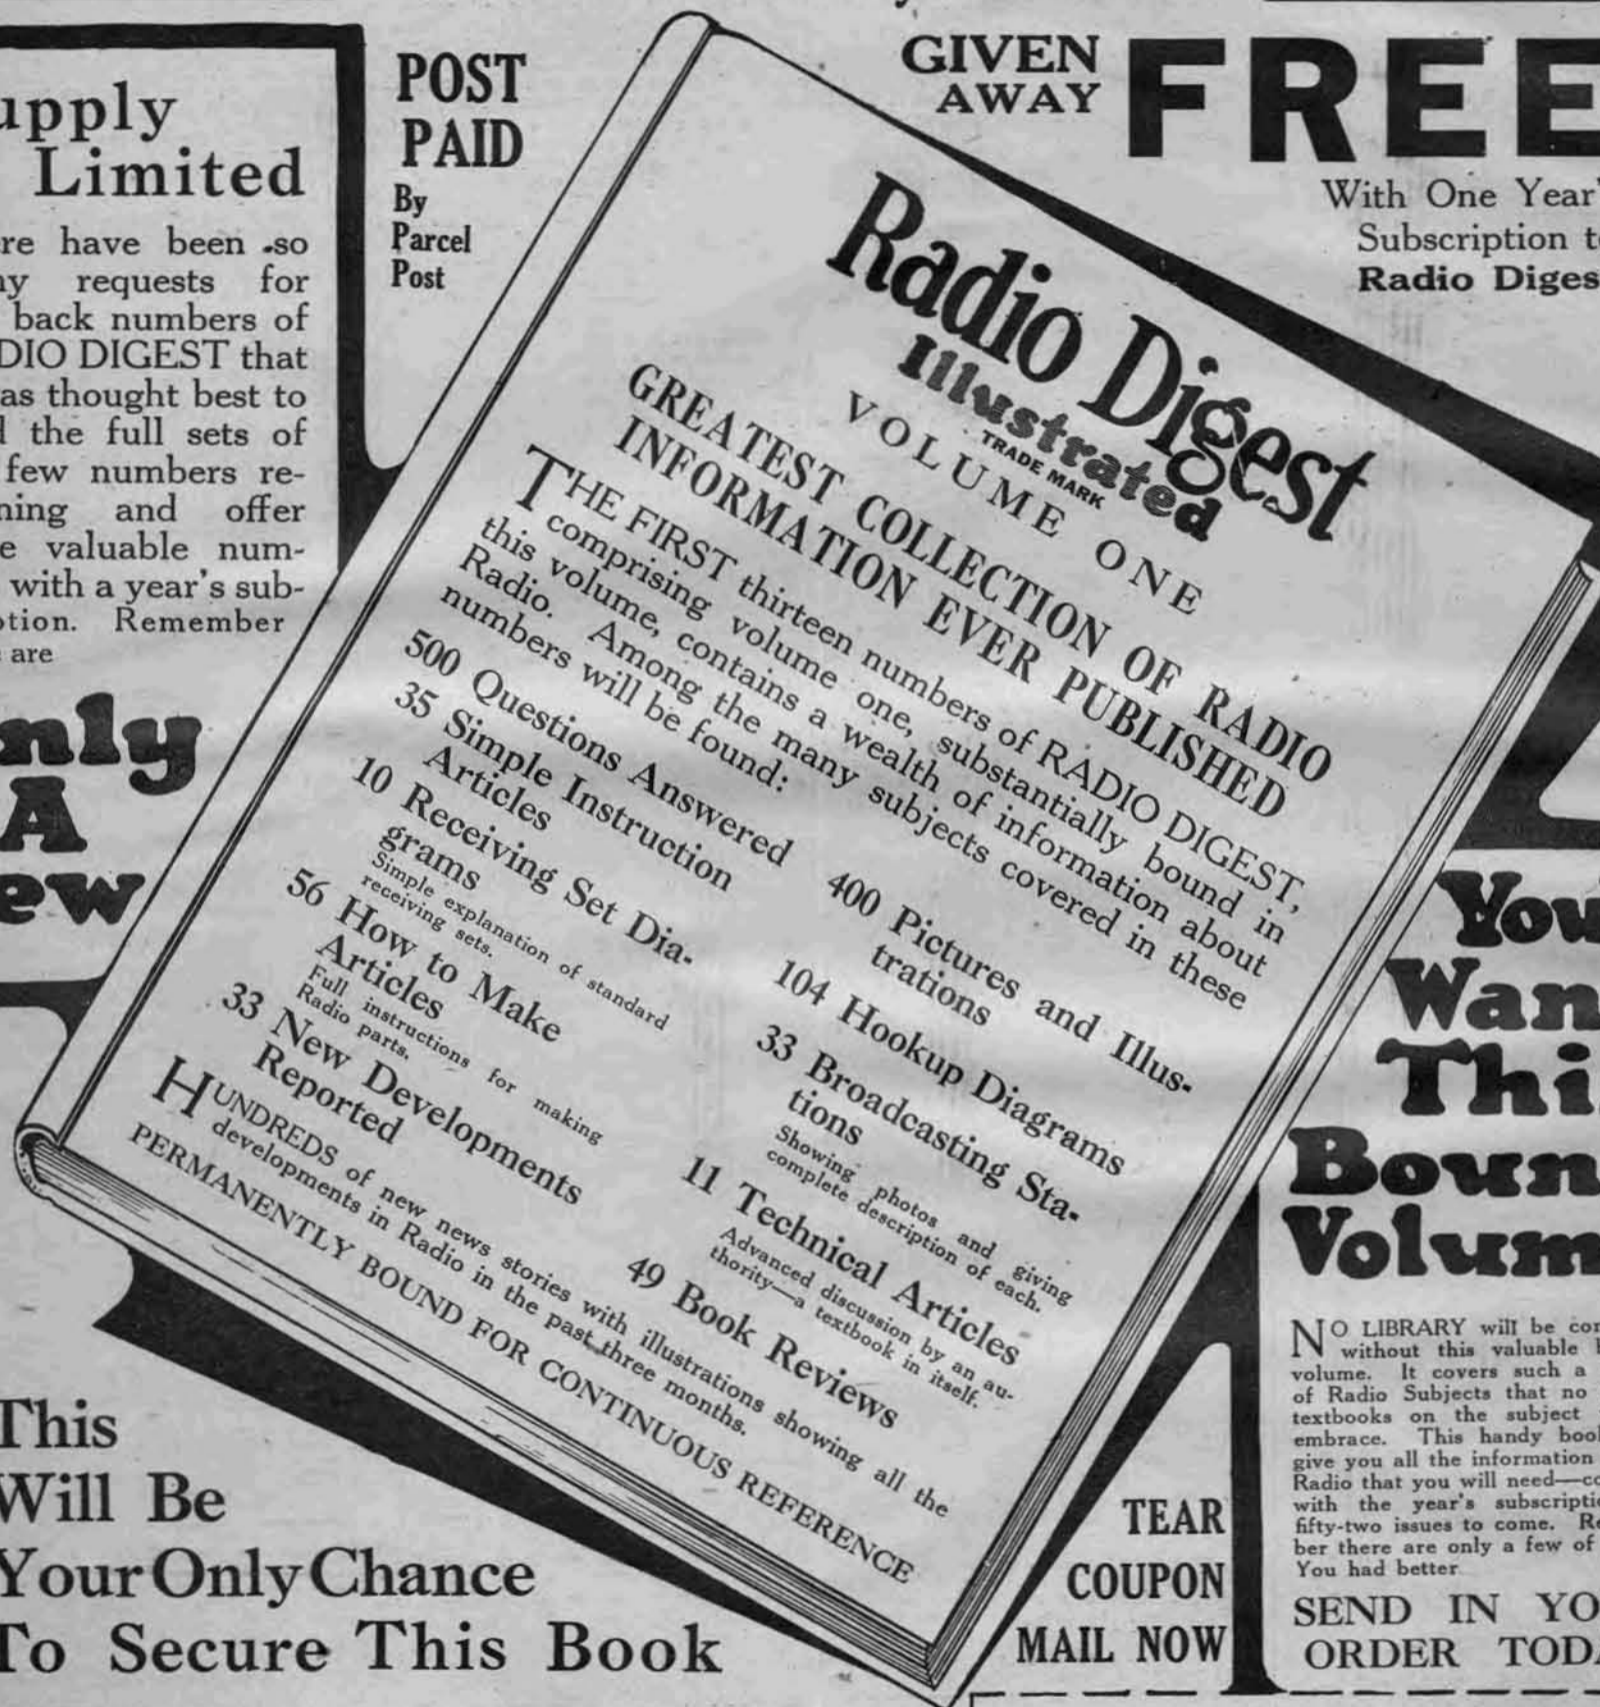 upply
Limited
re have been so
ny requests for
back numbers of
DIO DIGEST that
as thought best to
the full sets of
few numbers re-
ning and offer
e valuable num-
with a year's sub-
tion. Remember
are
nly
A
ew
POST
PAID
By
Parcel
Post
GIVEN
AWAY
FREE
With One Year'
Subscription to
Radio Diges
Radio Digest
Illustrated
TRADE MARK
VOLUME ONE
GREATEST COLLECTION OF RADIO
INFORMATION EVER PUBLISHED
THE FIRST thirteen numbers of RADIO DIGEST,
comprising volume one, substantially bound in
this volume, contains a wealth of information about
Radio. Among the many subjects covered in these
numbers will be found:
500 Questions Answered
35 Simple Instruction
Articles
10 Receiving Set Dia-
grams
Simple explanation of standard
receiving sets.
56 How to Make
Articles
Full instructions for making
Radio parts.
33 New Developments
Reported
400 Pictures and Illus-
trations
104 Hookup Diagrams
33 Broadcasting Sta-
tions
Showing photos and giving
complete description of each.
11 Technical Articles
Advanced discussion by an au-
thority—a textbook in itself.
49 Book Reviews
HUNDREDS of new news stories with illustrations showing all the
developments in Radio in the past three months.
PERMANENTLY BOUND FOR CONTINUOUS REFERENCE
This
Will Be
Your Only Chance
To Secure This Book
TEAR
COUPON
MAIL NOW
You'
Wan
Thi
Boun
Volum
NO LIBRARY will be com
without this valuable b
volume. It covers such a
of Radio Subjects that no
textbooks on the subject
embrace. This handy book
give you all the information
Radio that you will need—co
with the year's subscriptio
fifty-two issues to come. Re
ber there are only a few of
You had better
SEND IN YO
ORDER TODA